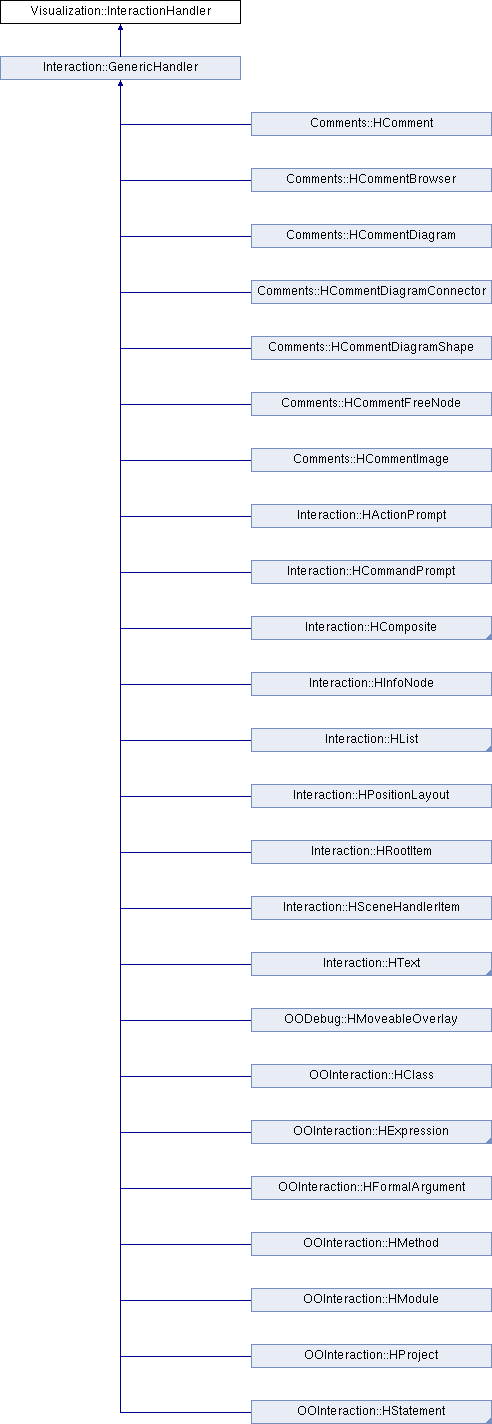 Visualization::InteractionHandler
Interaction::GenericHandler
Comments::HComment
Comments::HCommentBrowser
Comments::HCommentDiagram
Comments::HCommentDiagramConnector
Comments::HCommentDiagramShape
Comments::HCommentFreeNode
Comments::HCommentImage
Interaction::HActionPrompt
Interaction::HCommandPrompt
Interaction::HComposite
Interaction::HInfoNode
Interaction::HList
Interaction::HPositionLayout
Interaction::HRootItem
Interaction::HSceneHandlerItem
Interaction::HText
OODebug::HMoveableOverlay
OOInteraction::HClass
OOInteraction::HExpression
OOInteraction::HFormalArgument
OOInteraction::HMethod
OOInteraction::HModule
OOInteraction::HProject
OOInteraction::HStatement